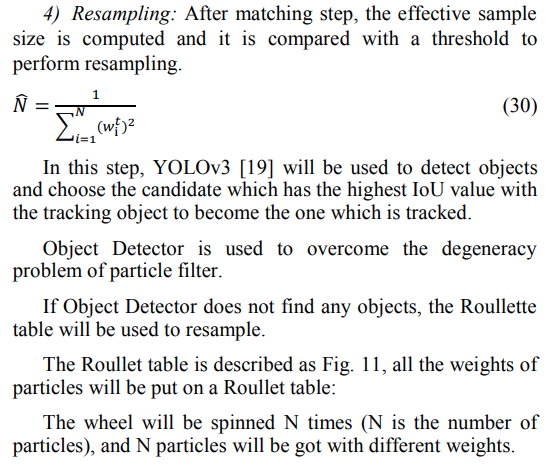 4) Resampling: After matching step, the effective sample
size is computed and it is compared with a threshold to
perform resampling.
N̂ = 1 / ∑ᵢ₌₁ᴺ (wᵢᵗ)² (30)
In this step, YOLOv3 [19] will be used to detect objects
and choose the candidate which has the highest IoU value with
the tracking object to become the one which is tracked.
Object Detector is used to overcome the degeneracy
problem of particle filter.
If Object Detector does not find any objects, the Roullette
table will be used to resample.
The Roullet table is described as Fig. 11, all the weights of
particles will be put on a Roullet table:
The wheel will be spinned N times (N is the number of
particles), and N particles will be got with different weights.